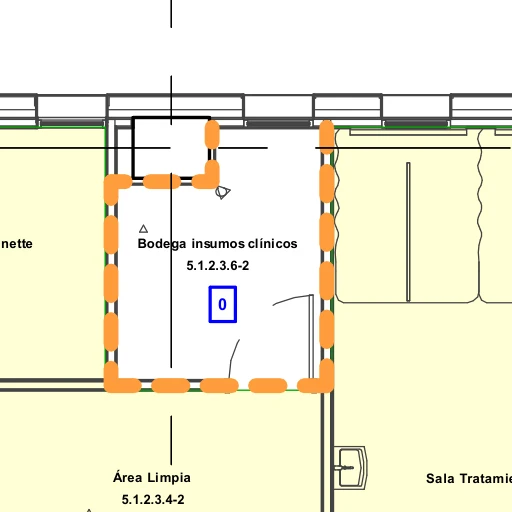 nette
Bodega insumos clínicos
5.1.2.3.6-2
0
Área Limpia
5.1.2.3.4-2
Sala Tratamie